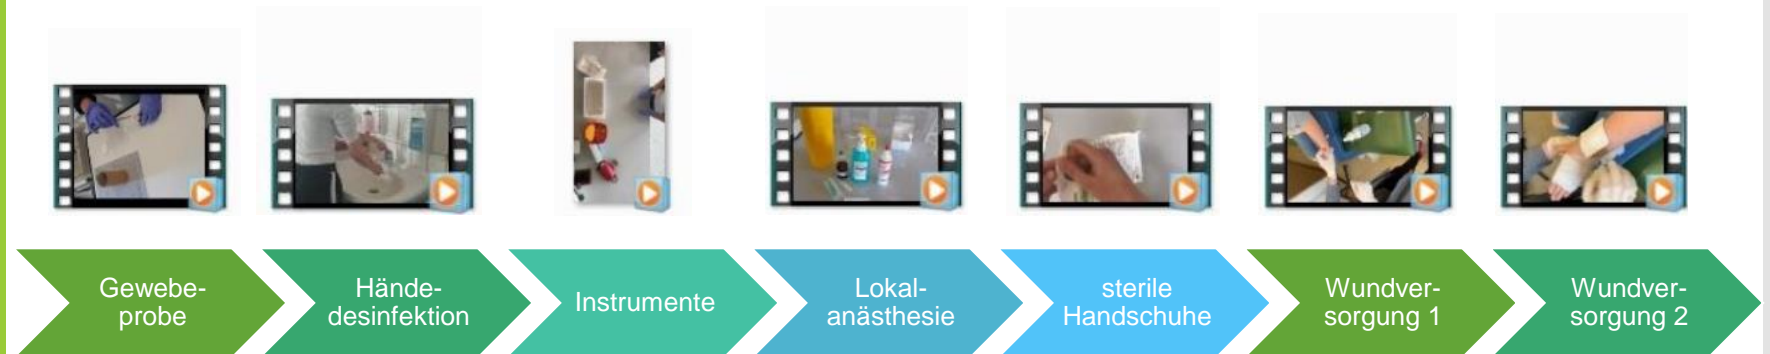 Gewebe-
probe
Hände-
desinfektion
Instrumente
Lokal-
anästhesie
sterile
Handschuhe
Wundver-
sorgung 1
Wundver-
sorgung 2